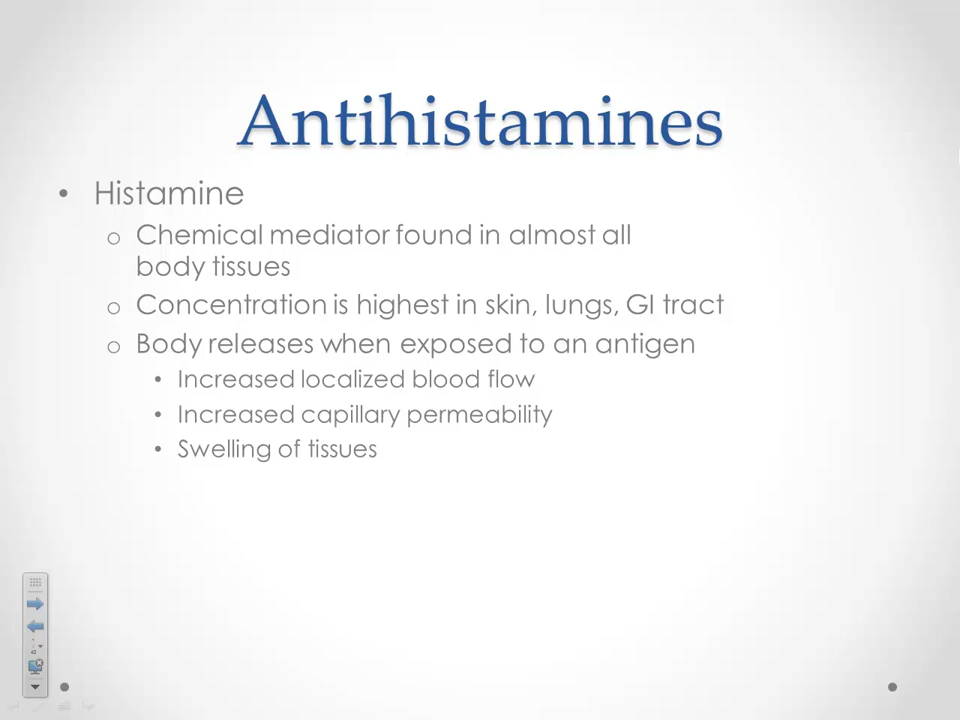 Antihistamines
• Histamine
o Chemical mediator found in almost all
body tissues
o Concentration is highest in skin, lungs, GI tract
o Body releases when exposed to an antigen
• Increased localized blood flow
• Increased capillary permeability
• Swelling of tissues